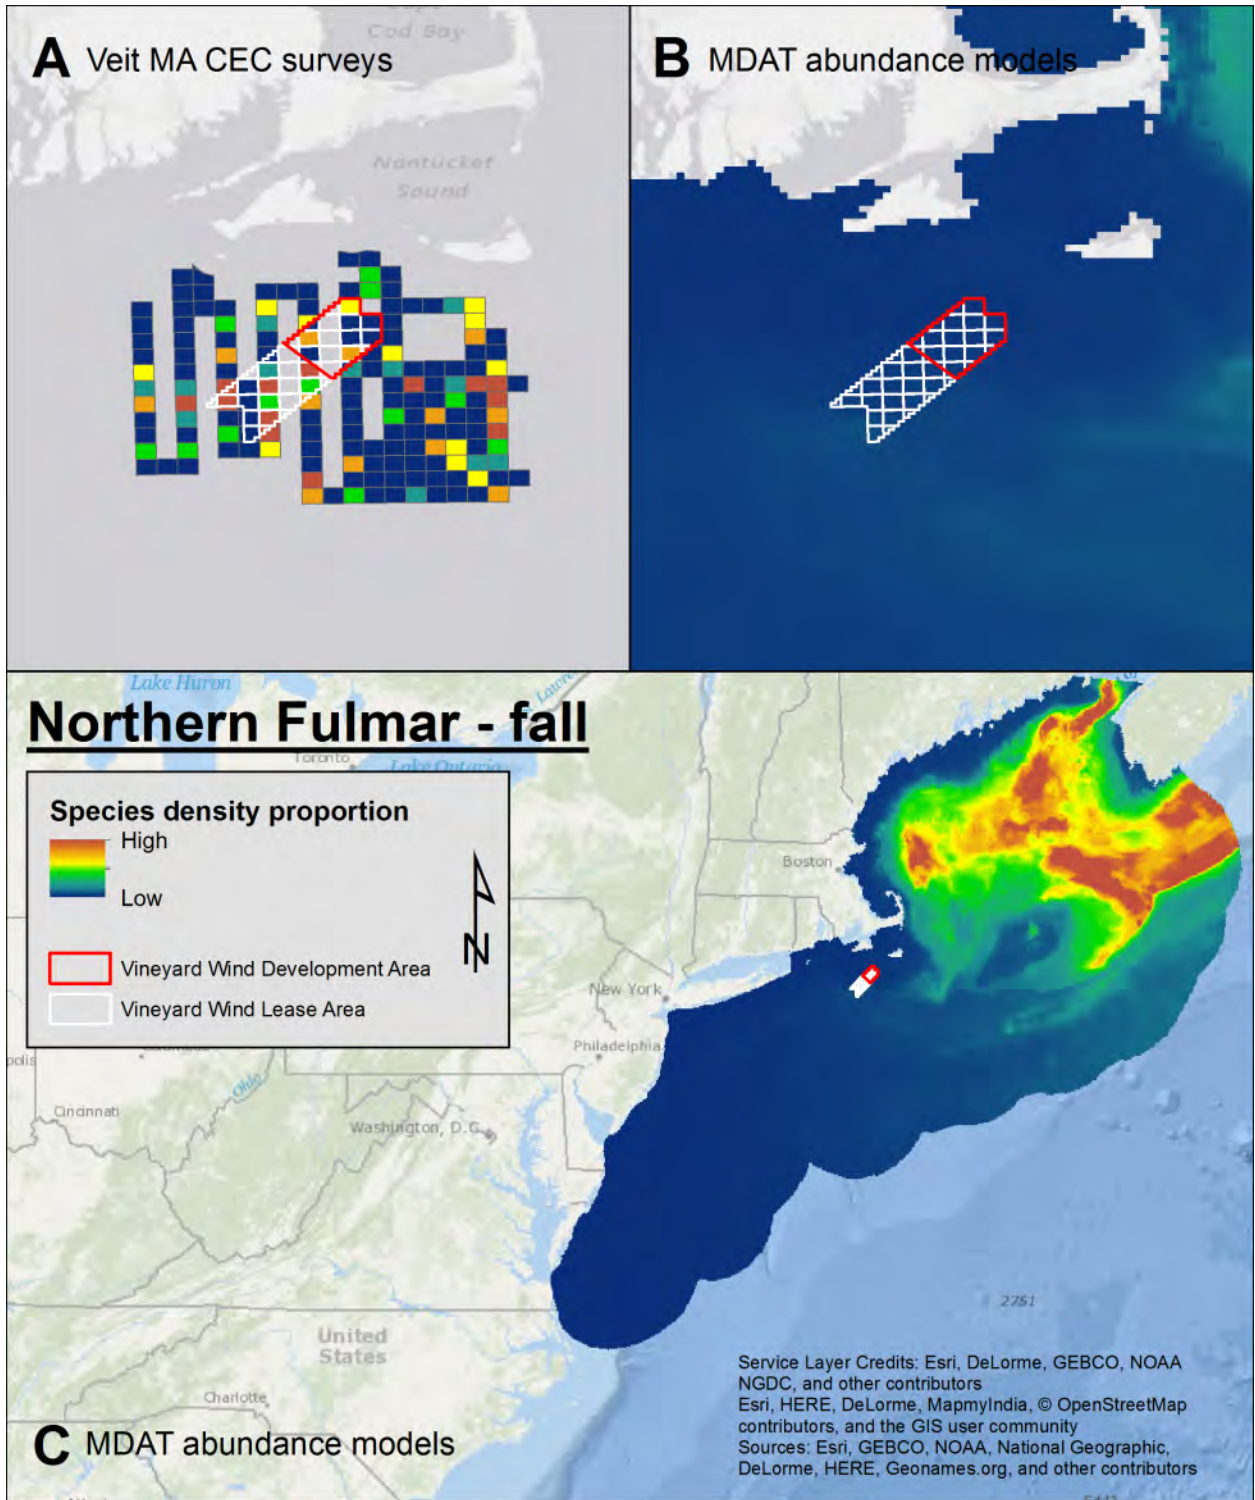 A Veit MA CEC surveys
Cod Bay
Nantucket
Sound
B MDAT abundance models
Lake Huron
Northern Fulmar - fall
Toronto
Lake Ontario
Species density proportion
High
Low
N
Vineyard Wind Development Area
Vineyard Wind Lease Area
Boston
New York
Philadelphia
Ohio
Cincinnati
Washington, D.C.
United
States
Charlotte
2751
Service Layer Credits: Esri, DeLorme, GEBCO, NOAA
NGDC, and other contributors
Esri, HERE, DeLorme, MapmyIndia, © OpenStreetMap
contributors, and the GIS user community
Sources: Esri, GEBCO, NOAA, National Geographic,
DeLorme, HERE, Geonames.org, and other contributors
C MDAT abundance models